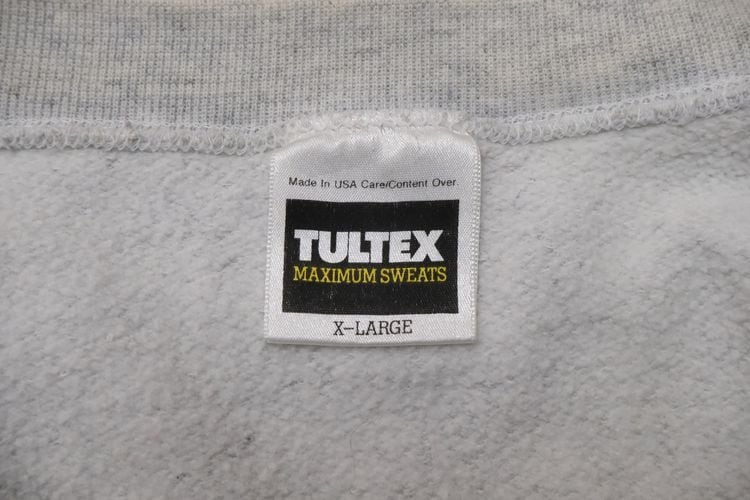 Made In USA Care/Content Over.
TULTEX
MAXIMUM SWEATS
X-LARGE